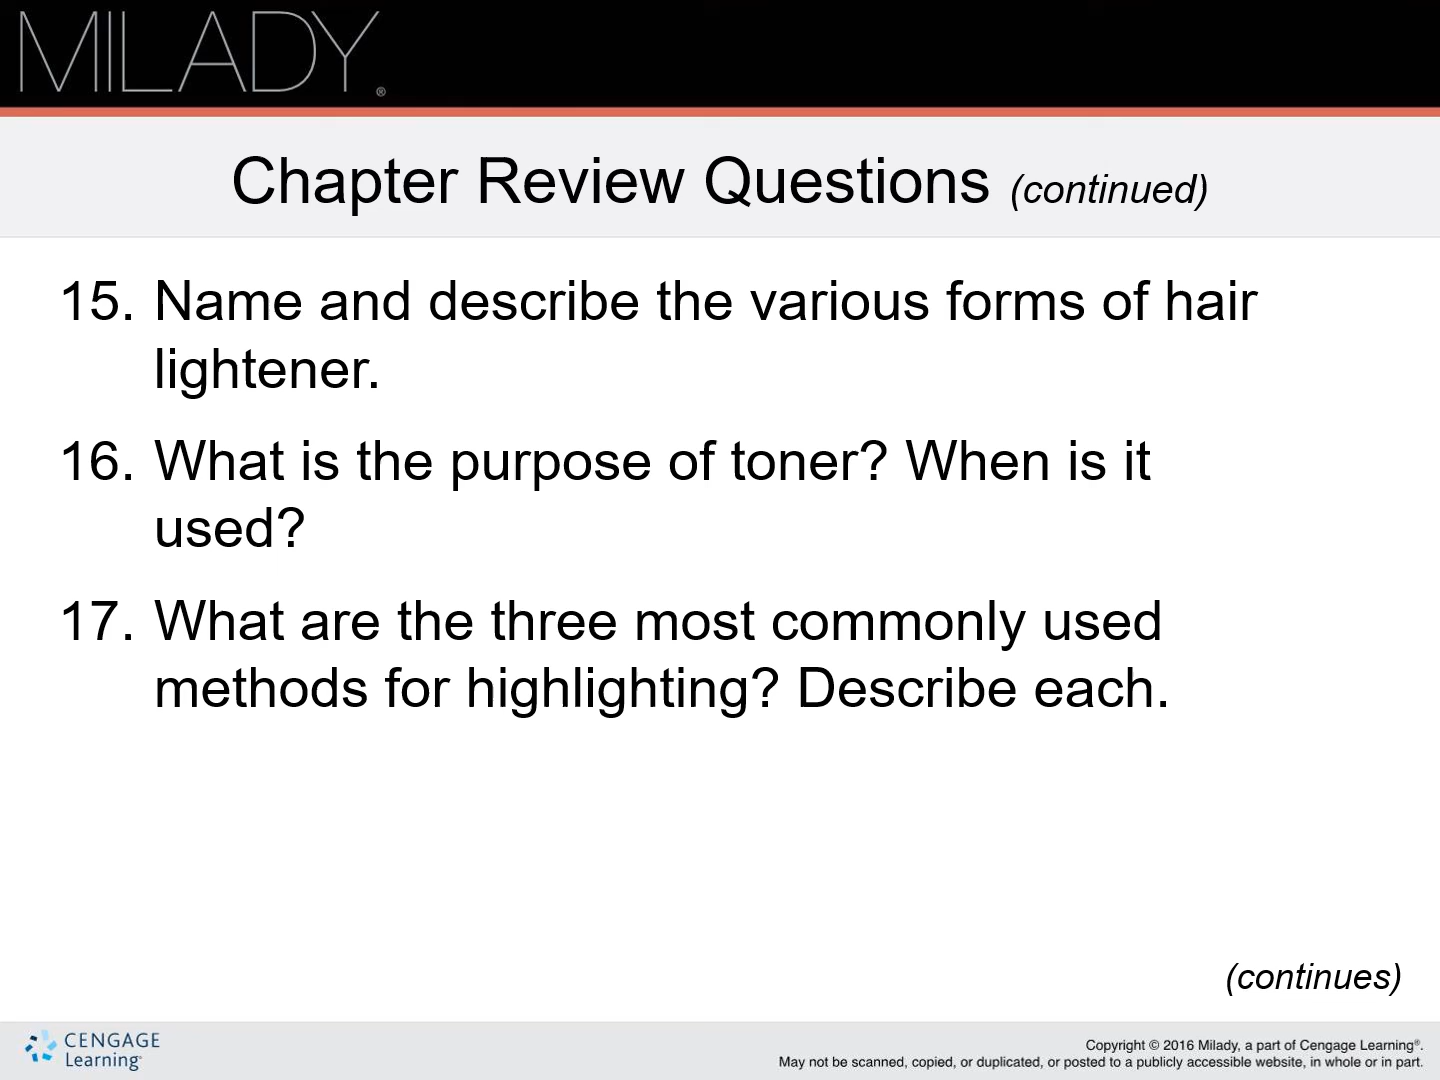 MILADY®
Chapter Review Questions (continued)
15. Name and describe the various forms of hair
lightener.
16. What is the purpose of toner? When is it
used?
17. What are the three most commonly used
methods for highlighting? Describe each.
(continues)
CENGAGE
Learning®
Copyright © 2016 Milady, a part of Cengage Learning®.
May not be scanned, copied, or duplicated, or posted to a publicly accessible website, in whole or in part.